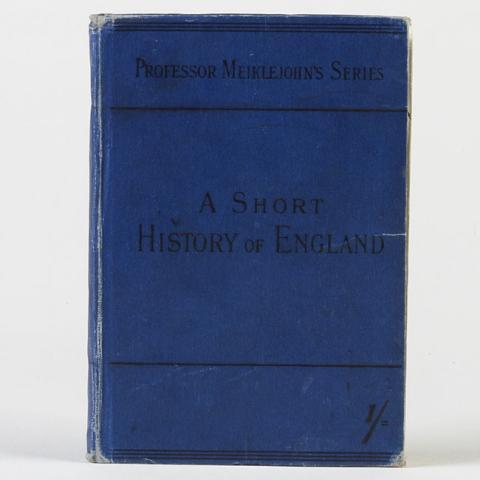 PROFESSOR MEIKLEJOHN'S SERIES
A SHORT
HISTORY OF ENGLAND
1/=